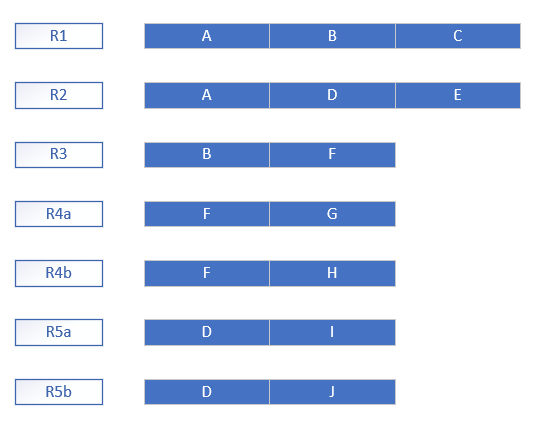 R1 A B C
R2 A D E
R3 B F
R4a F G
R4b F H
R5a D I
R5b D J